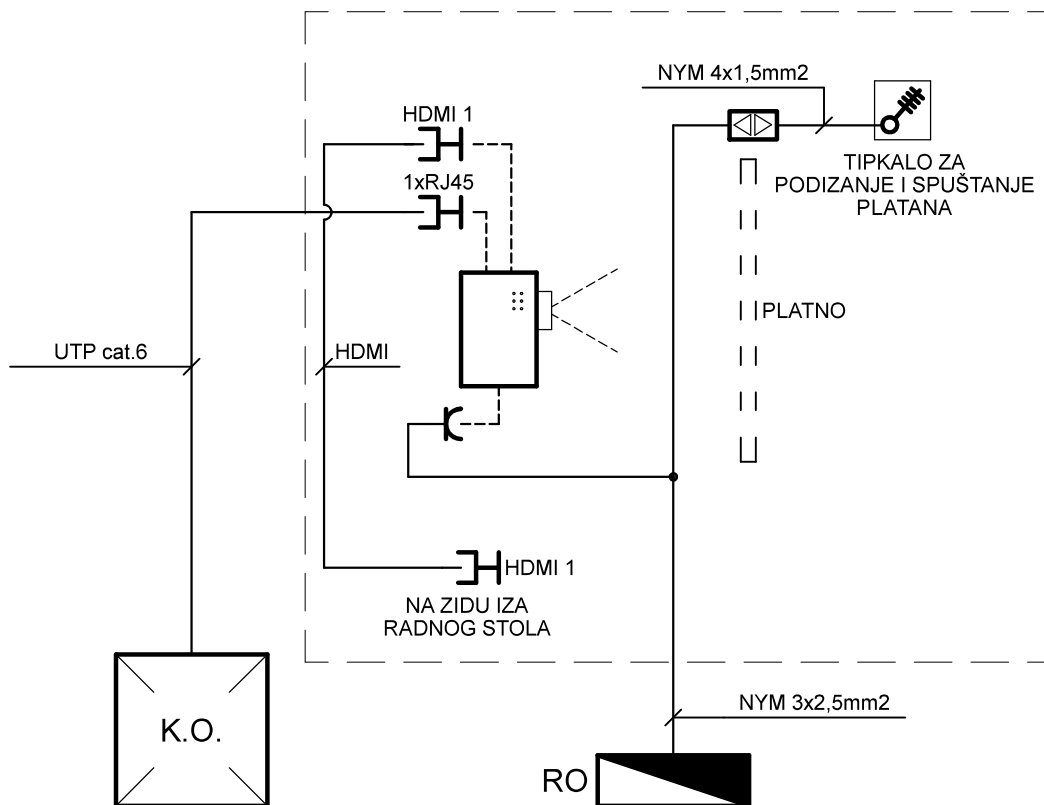 NYM 4x1,5mm2
HDMI 1
TIPKALO ZA
PODIZANJE I SPUŠTANJE
PLATANA
1xRJ45
PLATNO
UTP cat.6
HDMI
HDMI 1
NA ZIDU IZA
RADNOG STOLA
NYM 3x2,5mm2
K.O.
RO